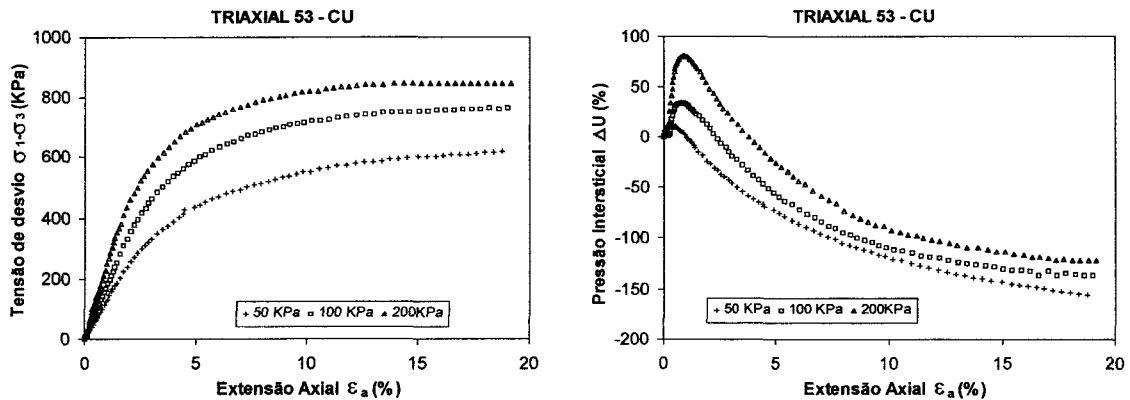 TRIAXIAL 53 - CU
Tensão de desvio σ1-σ3 (KPa)
1000
800
600
400
200
0
0 5 10 15 20
+ 50 KPa □ 100 KPa ▲ 200KPa
Extensão Axial ε a (%)
TRIAXIAL 53 - CU
Pressão Intersticial ΔU (%)
100
50
0
-50
-100
-150
-200
0 5 10 15 20
+ 50 KPa □ 100 KPa ▲ 200KPa
Extensão Axial ε a (%)